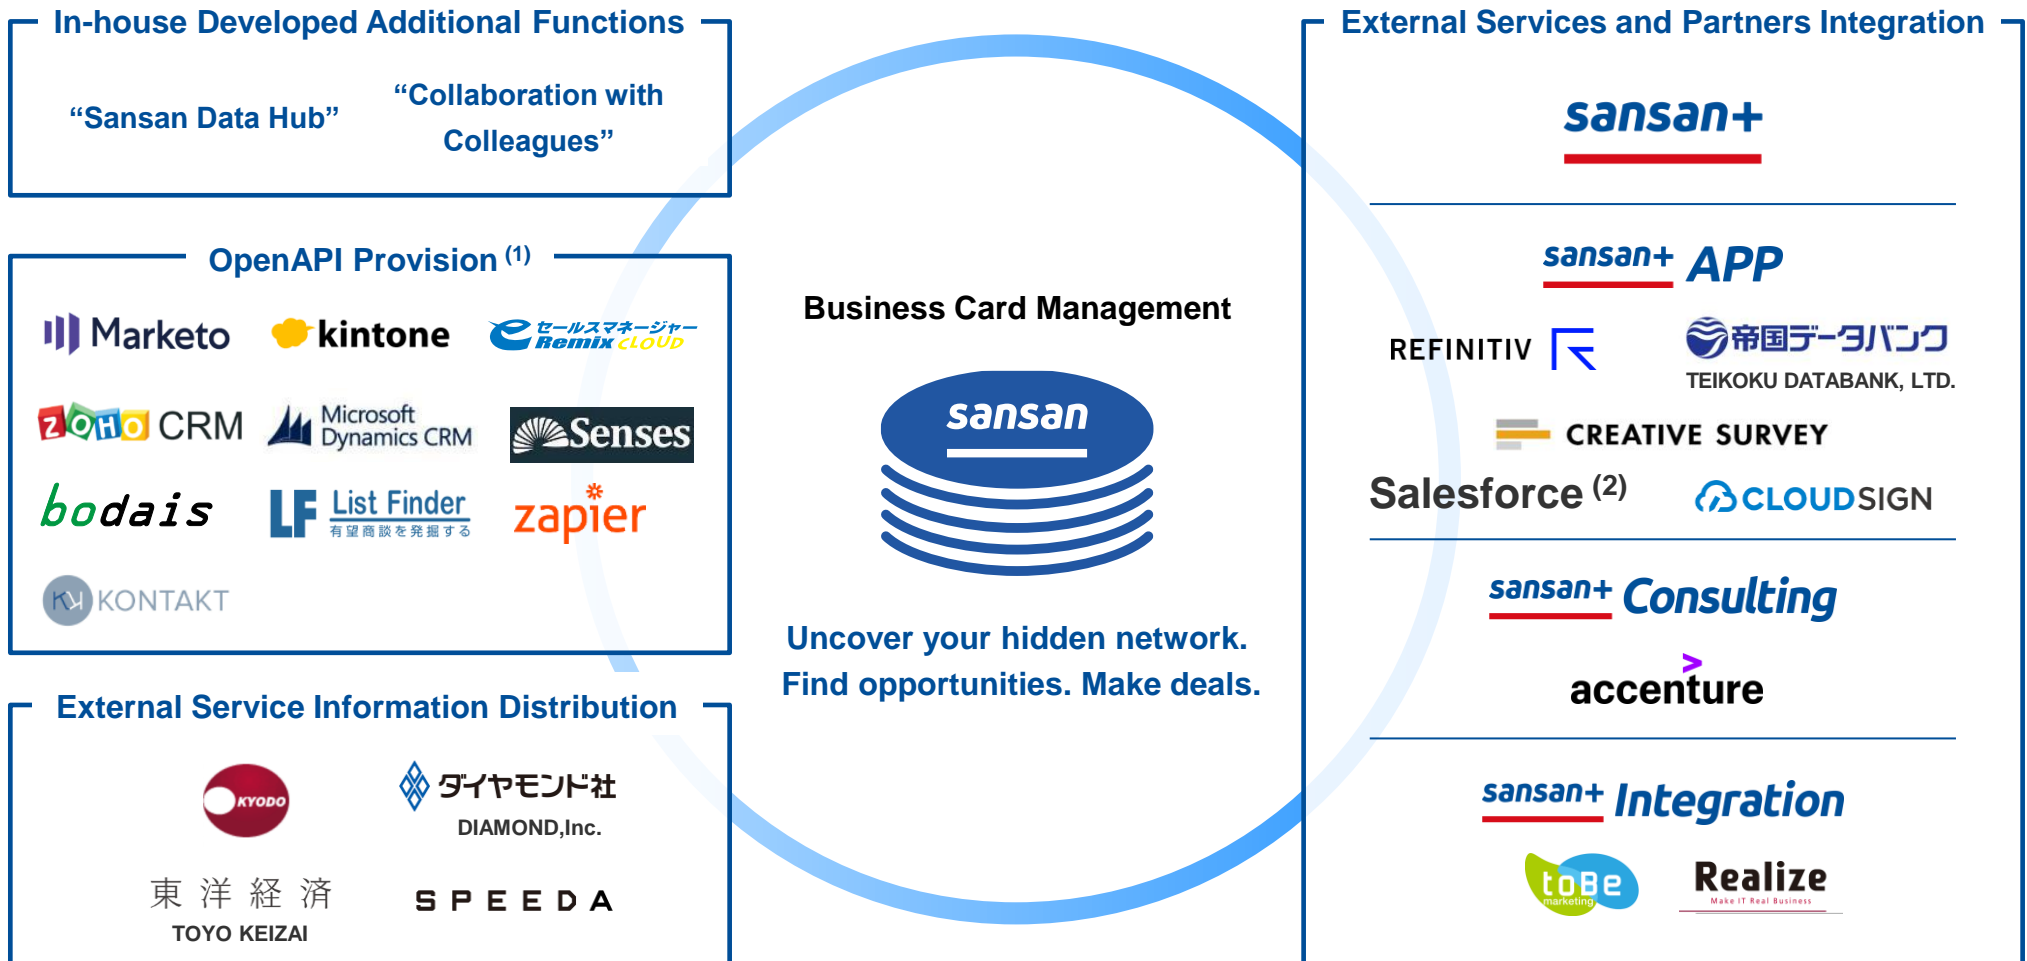 In-house Developed Additional Functions
“Sansan Data Hub”
“Collaboration with
Colleagues”
OpenAPI Provision (1)
Marketo
kintone
eセールスマネージャー
Remix CLOUD
ZOHO CRM
Microsoft
Dynamics CRM
Senses
bodais
LF List Finder
有望商談を発掘する
zapier
KONTAKT
External Service Information Distribution
KYODO
ダイヤモンド社
DIAMOND,Inc.
東洋経済
TOYO KEIZAI
SPEEDA
Business Card Management
sansan
Uncover your hidden network.
Find opportunities. Make deals.
External Services and Partners Integration
sansan+
sansan+ APP
REFINITIV
帝国データバンク
TEIKOKU DATABANK, LTD.
CREATIVE SURVEY
Salesforce (2)
CLOUDSIGN
sansan+ Consulting
accenture
sansan+ Integration
toBe
marketing
Realize
Make IT Real Business